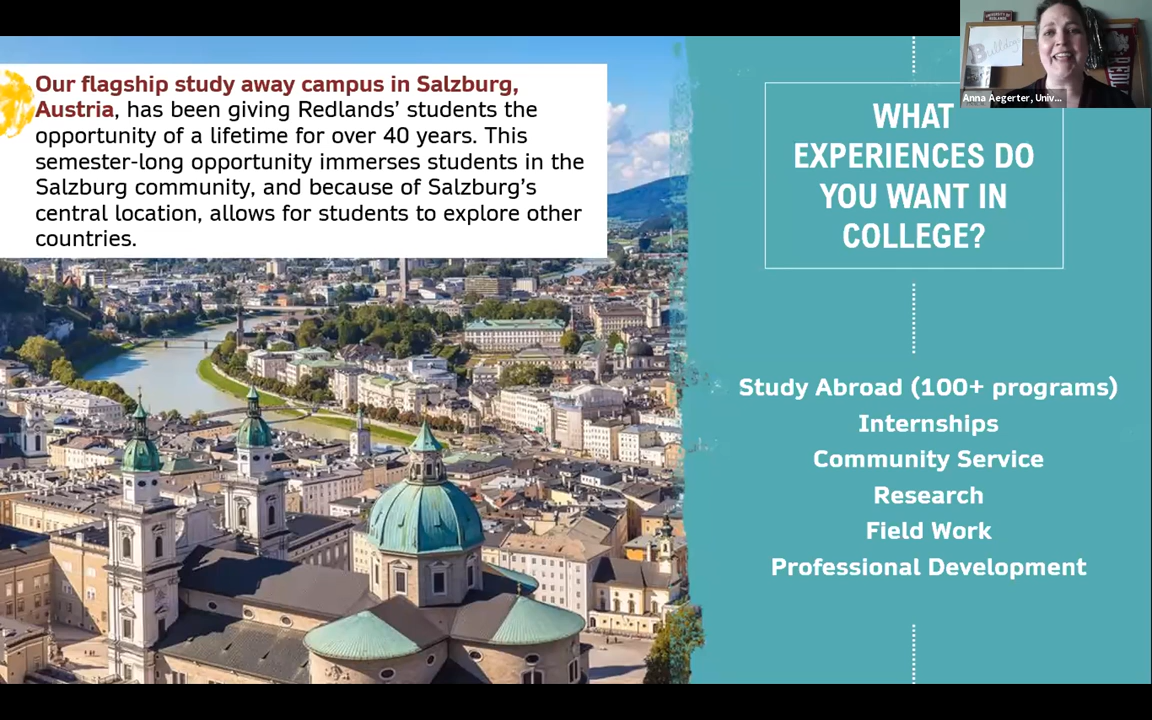 Our flagship study away campus in Salzburg,
Austria, has been giving Redlands' students the
opportunity of a lifetime for over 40 years. This
semester-long opportunity immerses students in the
Salzburg community, and because of Salzburg's
central location, allows for students to explore other
countries.
WHAT
EXPERIENCES DO
YOU WANT IN
COLLEGE?
Study Abroad (100+ programs)
Internships
Community Service
Research
Field Work
Professional Development
Bulldogs
Anna Aegerter, Univ...